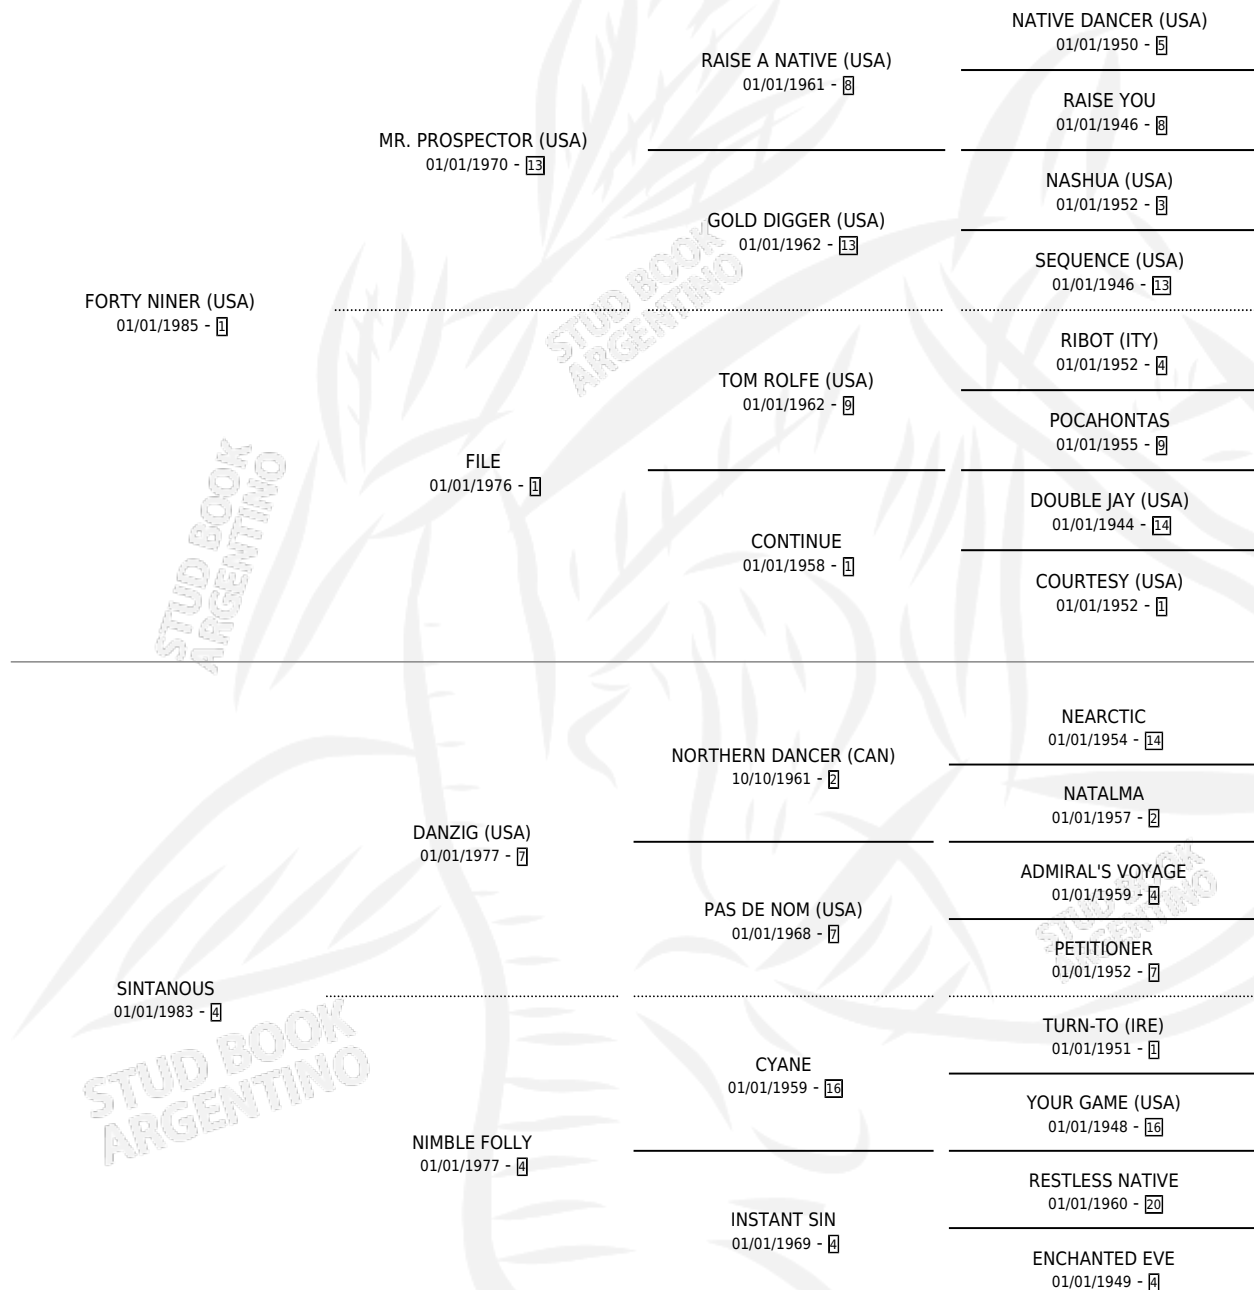 NATIVE DANCER (USA)
01/01/1950 - 5
RAISE A NATIVE (USA)
01/01/1961 - 8
RAISE YOU
01/01/1946 - 8
MR. PROSPECTOR (USA)
01/01/1970 - 13
NASHUA (USA)
01/01/1952 - 3
GOLD DIGGER (USA)
01/01/1962 - 13
SEQUENCE (USA)
01/01/1946 - 13
FORTY NINER (USA)
01/01/1985 - 1
RIBOT (ITY)
01/01/1952 - 4
TOM ROLFE (USA)
01/01/1962 - 9
POCAHONTAS
01/01/1955 - 9
FILE
01/01/1976 - 1
DOUBLE JAY (USA)
01/01/1944 - 14
CONTINUE
01/01/1958 - 1
COURTESY (USA)
01/01/1952 - 1
STUD BOOK
ARGENTINO
STUD BOOK
ARGENTINO
NEARCTIC
01/01/1954 - 14
NORTHERN DANCER (CAN)
10/10/1961 - 2
NATALMA
01/01/1957 - 2
DANZIG (USA)
01/01/1977 - 7
ADMIRAL'S VOYAGE
01/01/1959 - 4
PAS DE NOM (USA)
01/01/1968 - 7
PETITIONER
01/01/1952 - 7
STUD BOOK
ARGENTINO
SINTANOUS
01/01/1983 - 4
TURN-TO (IRE)
01/01/1951 - 1
CYANE
01/01/1959 - 16
YOUR GAME (USA)
01/01/1948 - 16
STUD BOOK
ARGENTINO
NIMBLE FOLLY
01/01/1977 - 4
RESTLESS NATIVE
01/01/1960 - 20
INSTANT SIN
01/01/1969 - 4
ENCHANTED EVE
01/01/1949 - 4